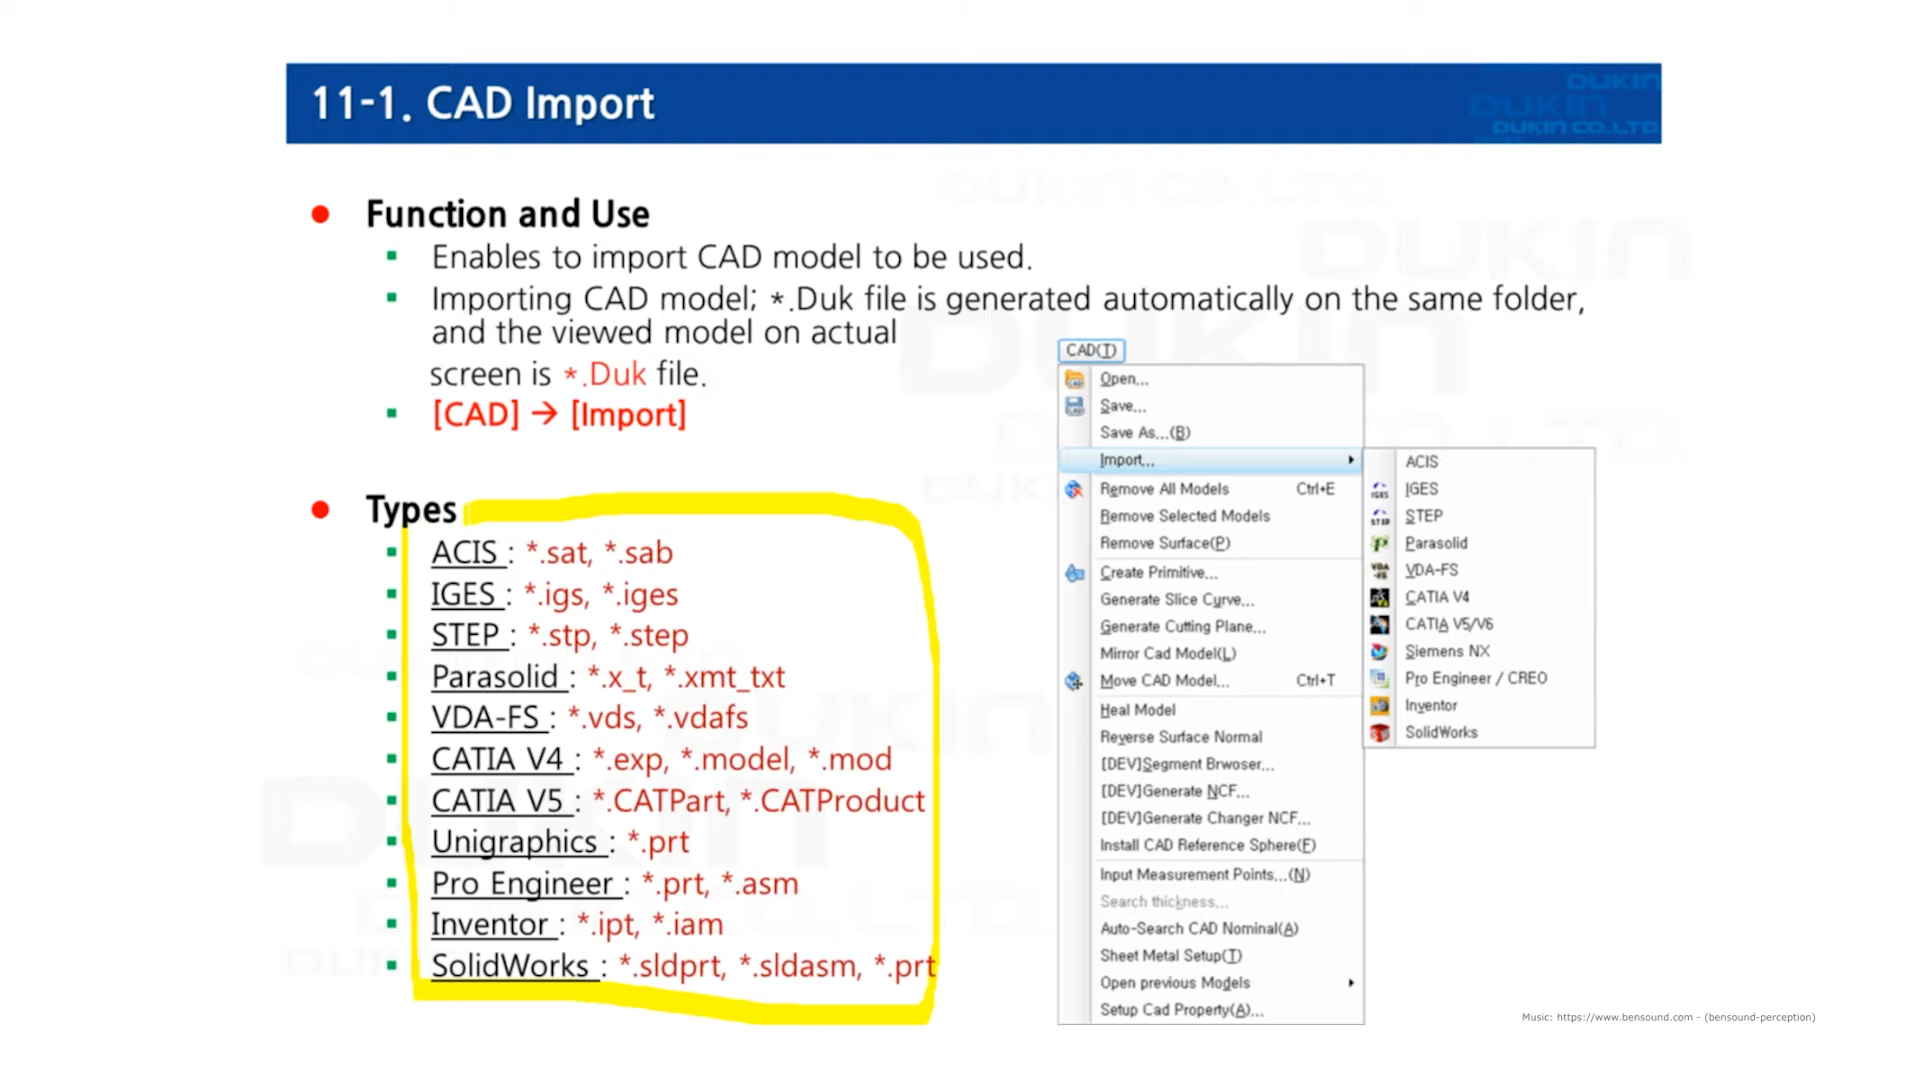 11-1. CAD Import
DUKIN
DUKIN
DUKIN CO.,LTD
Function and Use
Enables to import CAD model to be used.
Importing CAD model; *.Duk file is generated automatically on the same folder,
and the viewed model on actual
screen is *.Duk file.
[CAD] → [Import]
Types
ACIS : *.sat, *.sab
IGES : *.igs, *.iges
STEP : *.stp, *.step
Parasolid : *.x_t, *.xmt_txt
VDA-FS : *.vds, *.vdafs
CATIA V4 : *.exp, *.model, *.mod
CATIA V5 : *.CATPart, *.CATProduct
Unigraphics : *.prt
Pro Engineer : *.prt, *.asm
Inventor : *.ipt, *.iam
SolidWorks : *.sldprt, *.sldasm, *.prt
CAD(T)
Open...
Save...
Save As...(B)
Import...
Remove All Models Ctrl+E
Remove Selected Models
Remove Surface(P)
Create Primitive...
Generate Slice Curve...
Generate Cutting Plane...
Mirror Cad Model(L)
Move CAD Model... Ctrl+T
Heal Model
Reverse Surface Normal
[DEV]Segment Brwoser...
[DEV]Generate NCF...
[DEV]Generate Changer NCF...
Install CAD Reference Sphere(F)
Input Measurement Points...(N)
Search thickness...
Auto-Search CAD Nominal(A)
Sheet Metal Setup(T)
Open previous Models
Setup Cad Property(A)...
ACIS
IGES
STEP
Parasolid
VDA-FS
CATIA V4
CATIA V5/V6
Siemens NX
Pro Engineer / CREO
Inventor
SolidWorks
Music: https://www.bensound.com - (bensound-perception)